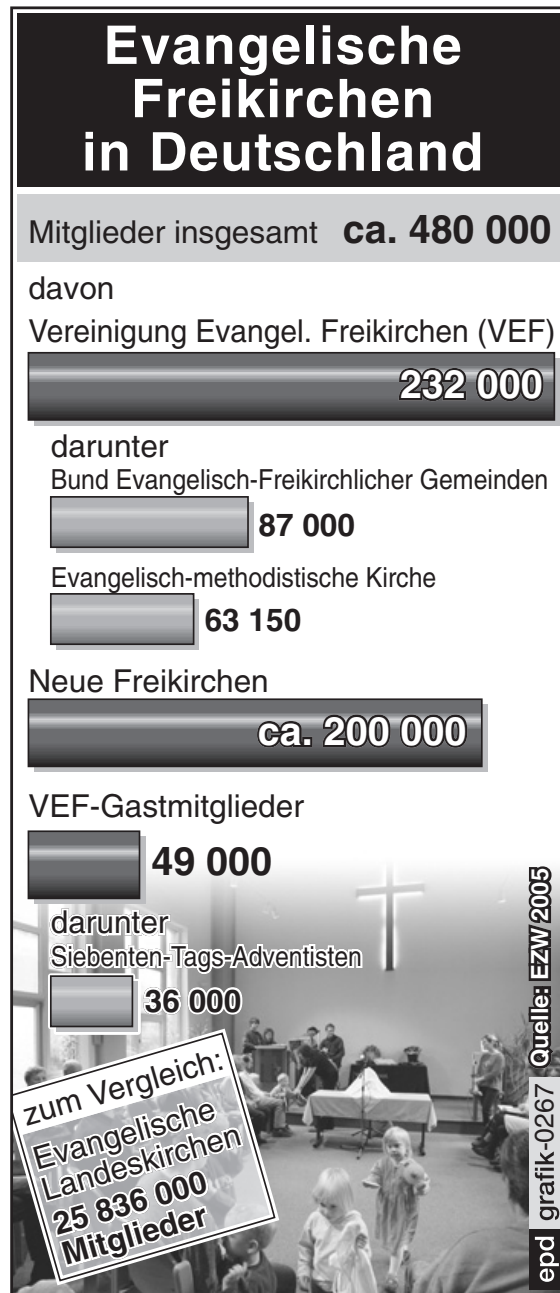 Evangelische
Freikirchen
in Deutschland
Mitglieder insgesamt ca. 480 000
davon
Vereinigung Evangel. Freikirchen (VEF)
232 000
darunter
Bund Evangelisch-Freikirchlicher Gemeinden
87 000
Evangelisch-methodistische Kirche
63 150
Neue Freikirchen
ca. 200 000
VEF-Gastmitglieder
49 000
darunter
Siebenten-Tags-Adventisten
36 000
zum Vergleich:
Evangelische
Landeskirchen
25 836 000
Mitglieder
epd grafik-0267 Quelle: EZW 2005